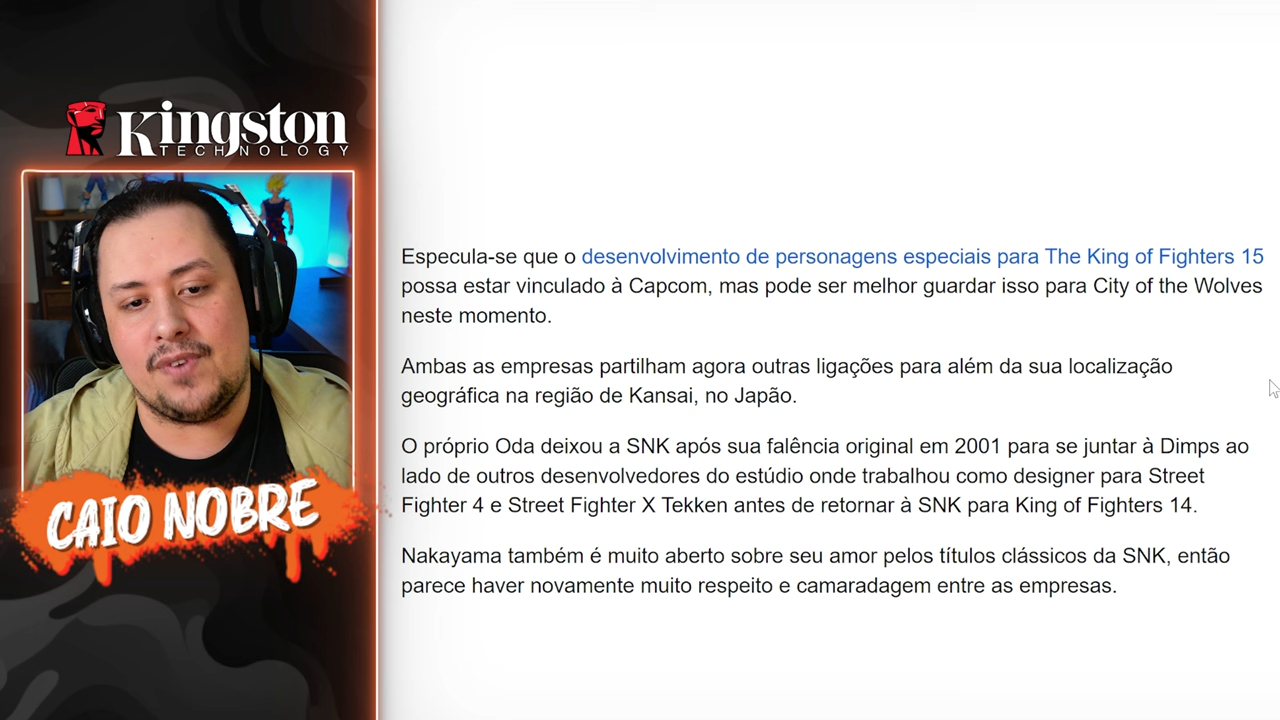 Kingston
TECHNOLOGY
CAIO NOBRE
Especula-se que o desenvolvimento de personagens especiais para The King of Fighters 15
possa estar vinculado à Capcom, mas pode ser melhor guardar isso para City of the Wolves
neste momento.
Ambas as empresas partilham agora outras ligações para além da sua localização
geográfica na região de Kansai, no Japão.
O próprio Oda deixou a SNK após sua falência original em 2001 para se juntar à Dimps ao
lado de outros desenvolvedores do estúdio onde trabalhou como designer para Street
Fighter 4 e Street Fighter X Tekken antes de retornar à SNK para King of Fighters 14.
Nakayama também é muito aberto sobre seu amor pelos títulos clássicos da SNK, então
parece haver novamente muito respeito e camaradagem entre as empresas.